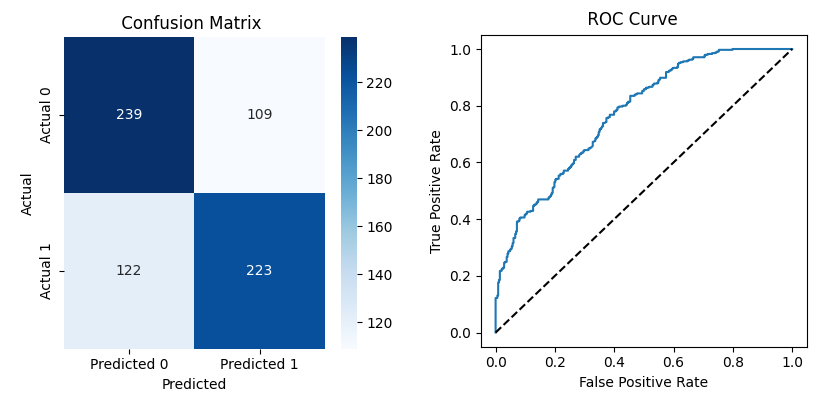 Confusion Matrix
Actual
Actual 0
Actual 1
239 109
122 223
Predicted 0 Predicted 1
Predicted
220
200
180
160
140
120
ROC Curve
True Positive Rate
1.0
0.8
0.6
0.4
0.2
0.0
0.0 0.2 0.4 0.6 0.8 1.0
False Positive Rate